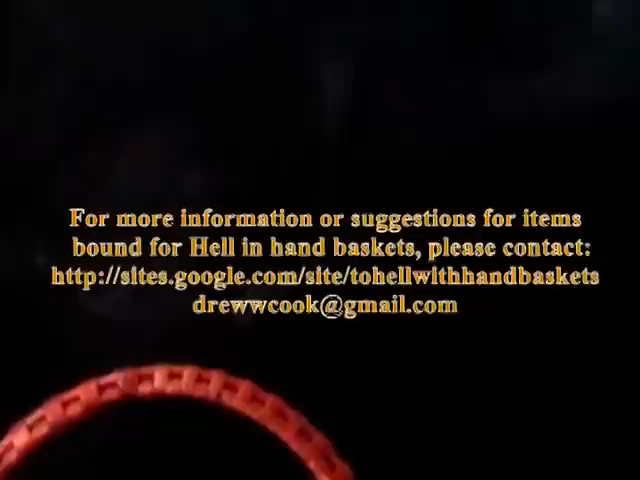 For more information or suggestions for items
bound for Hell in hand baskets, please contact:
http://sites.google.com/site/tohellwithhandbaskets
drewwcook@gmail.com